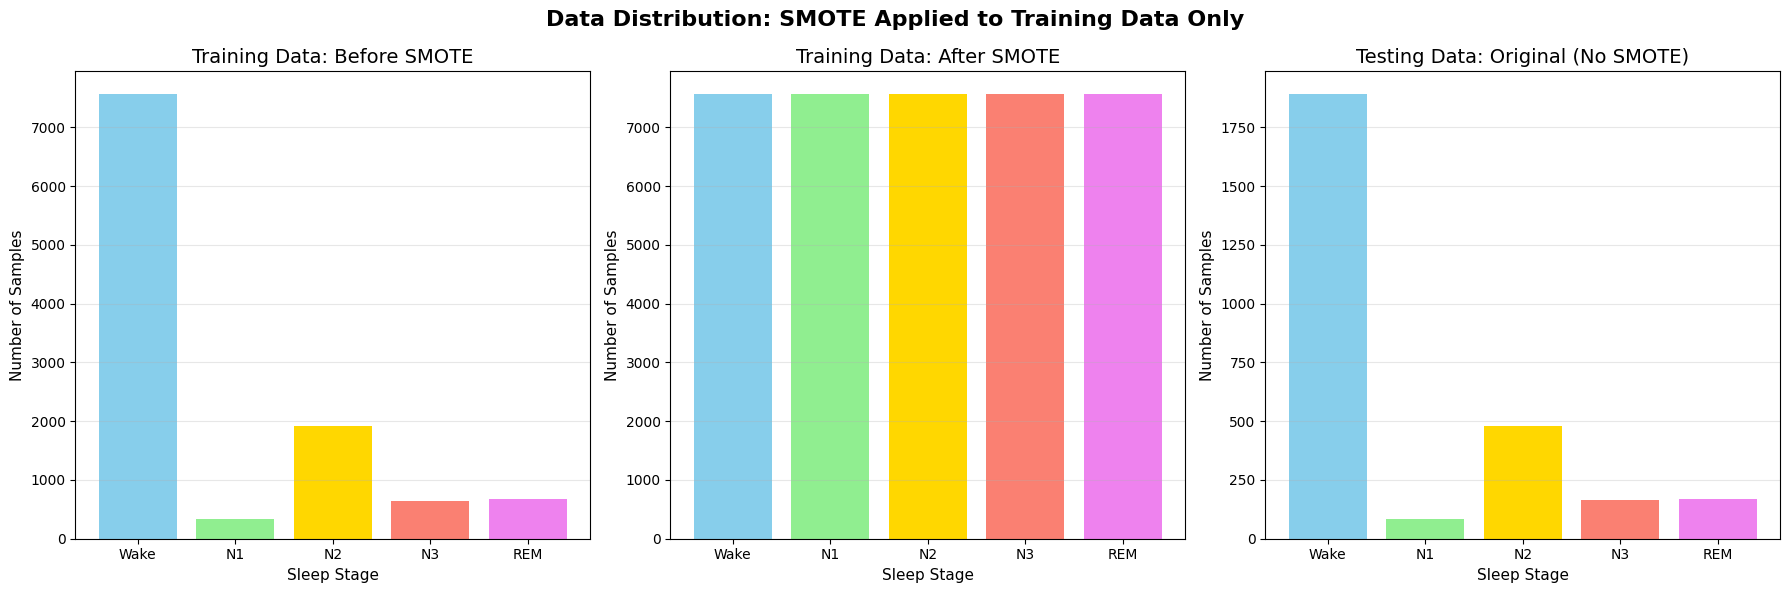 Data Distribution: SMOTE Applied to Training Data Only
Training Data: Before SMOTE
Number of Samples
7000
6000
5000
4000
3000
2000
1000
0
Wake N1 N2 N3 REM
Sleep Stage
Training Data: After SMOTE
Number of Samples
7000
6000
5000
4000
3000
2000
1000
0
Wake N1 N2 N3 REM
Sleep Stage
Testing Data: Original (No SMOTE)
Number of Samples
1750
1500
1250
1000
750
500
250
0
Wake N1 N2 N3 REM
Sleep Stage